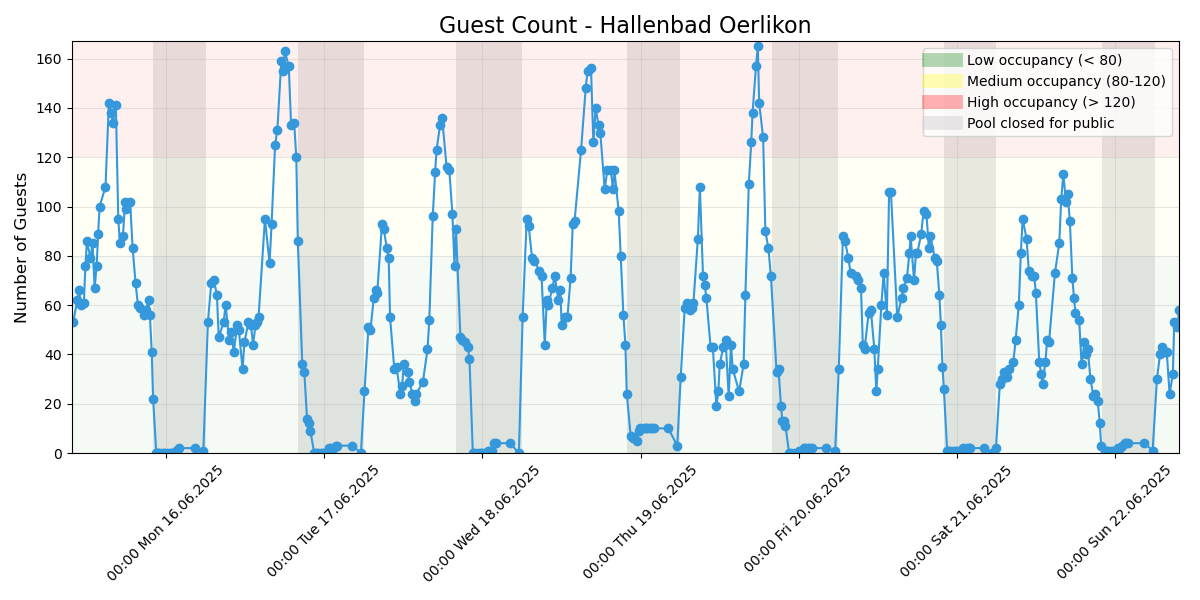 Guest Count - Hallenbad Oerlikon
Number of Guests
160
140
120
100
80
60
40
20
0
Low occupancy (< 80)
Medium occupancy (80-120)
High occupancy (> 120)
Pool closed for public
00:00 Mon 16.06.2025
00:00 Tue 17.06.2025
00:00 Wed 18.06.2025
00:00 Thu 19.06.2025
00:00 Fri 20.06.2025
00:00 Sat 21.06.2025
00:00 Sun 22.06.2025